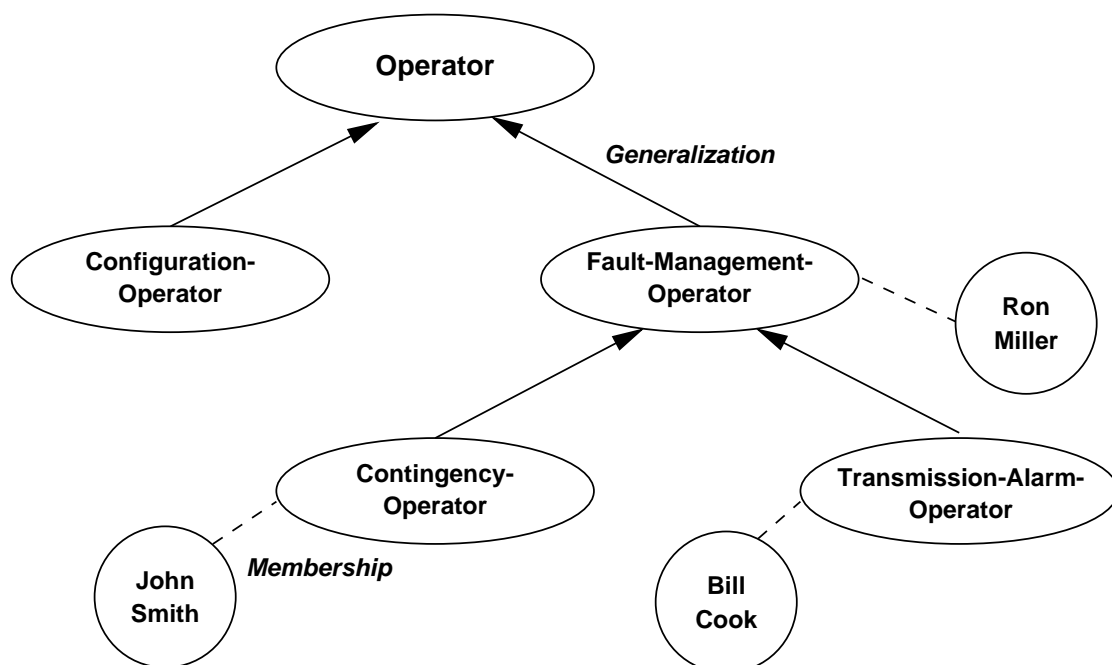 Operator
Generalization
Configuration-
Operator
Fault-Management-
Operator
Ron
Miller
Contingency-
Operator
Transmission-Alarm-
Operator
Membership
John
Smith
Bill
Cook